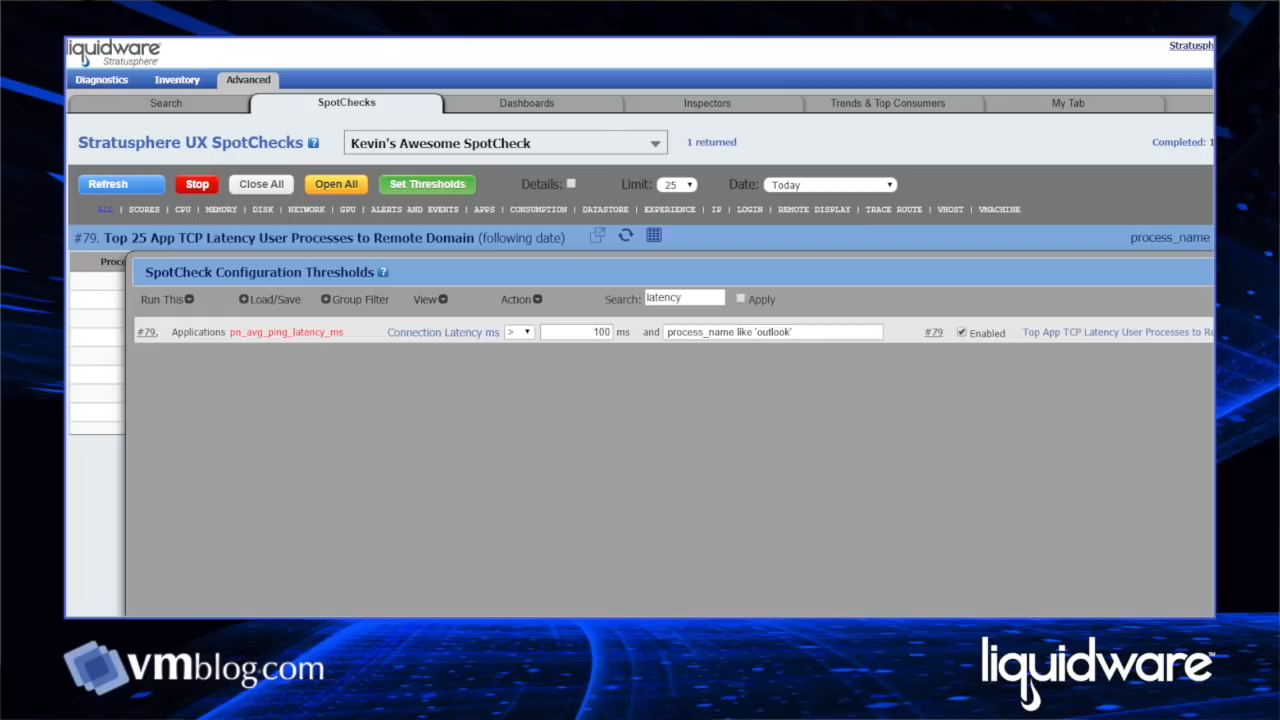 liquidware
Stratusphere
Stratusph
Diagnostics Inventory Advanced
Search SpotChecks Dashboards Inspectors Trends & Top Consumers My Tab
Stratusphere UX SpotChecks ? Kevin's Awesome SpotCheck 1 returned Completed: 1
Refresh Stop Close All Open All Set Thresholds Details: Limit: 25 Date: Today
ALL | SCORES | CPU | MEMORY | DISK | NETWORK | GPU | ALERTS AND EVENTS | APPS | CONSUMPTION | DATASTORE | EXPERIENCE | IP | LOGIN | REMOTE DISPLAY | TRACE ROUTE | VHOST | VMACHINE
#79. Top 25 App TCP Latency User Processes to Remote Domain (following date) process_name
Proce
SpotCheck Configuration Thresholds ?
Run This Load/Save Group Filter View Action Search: latency Apply
#79. Applications pn_avg_ping_latency_ms Connection Latency ms > 100 ms and process_name like 'outlook' #79 Enabled Top App TCP Latency User Processes to Re
vmblog.com
liquidware™